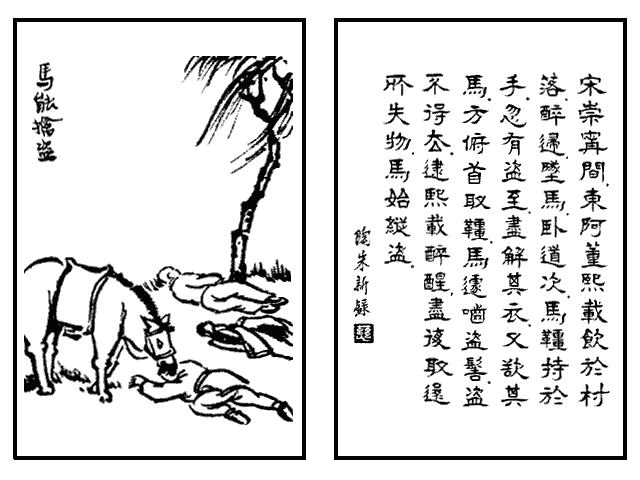 馬能擒盜
宋崇寗間、東阿董熙載飲於村
落、醉歸、墜馬、臥道次、馬韁持於
手、忽有盜至、盡解其衣、又欲其
馬、方俯首取韁、馬遽嚙盜髻、盜
不得去、逮熙載醉醒、盡復取還
所失物、馬始縱盜、
陶朱新錄